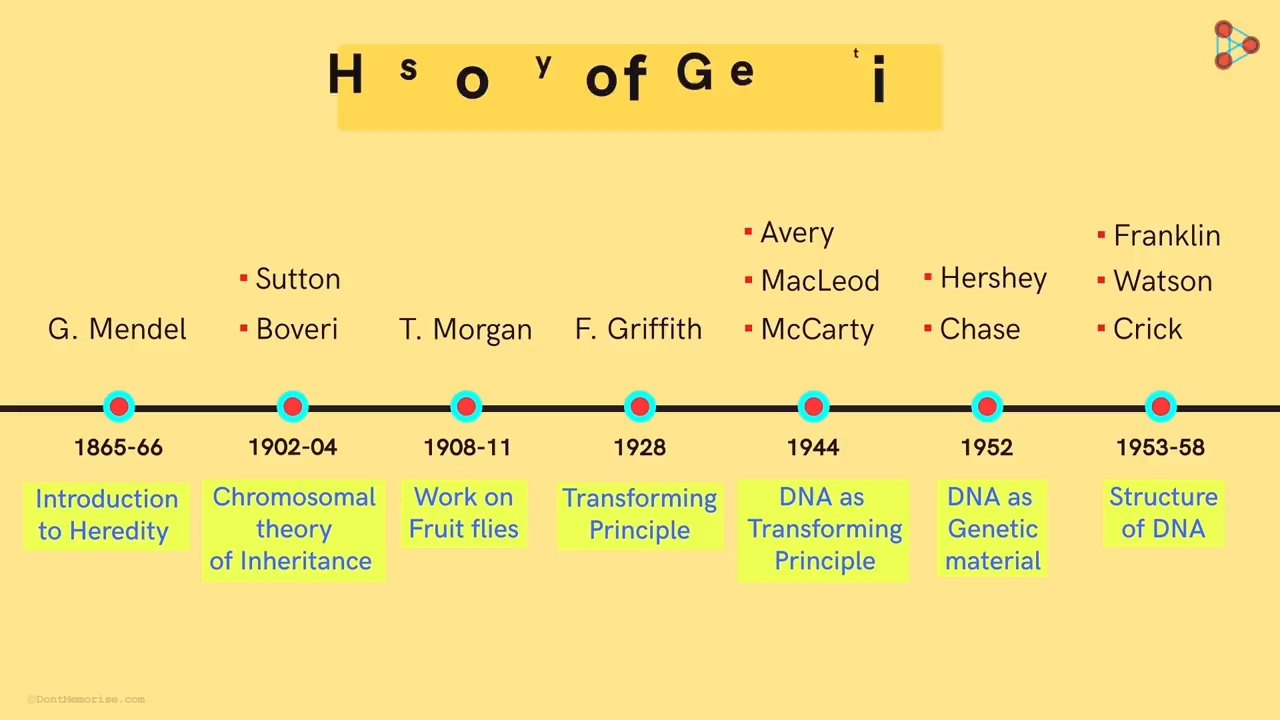 H s o y of G e t i
G. Mendel
Sutton
Boveri
T. Morgan
F. Griffith
Avery
MacLeod
McCarty
Hershey
Chase
Franklin
Watson
Crick
1865-66
1902-04
1908-11
1928
1944
1952
1953-58
Introduction
to Heredity
Chromosomal
theory
of Inheritance
Work on
Fruit flies
Transforming
Principle
DNA as
Transforming
Principle
DNA as
Genetic
material
Structure
of DNA
©DontMemorise.com